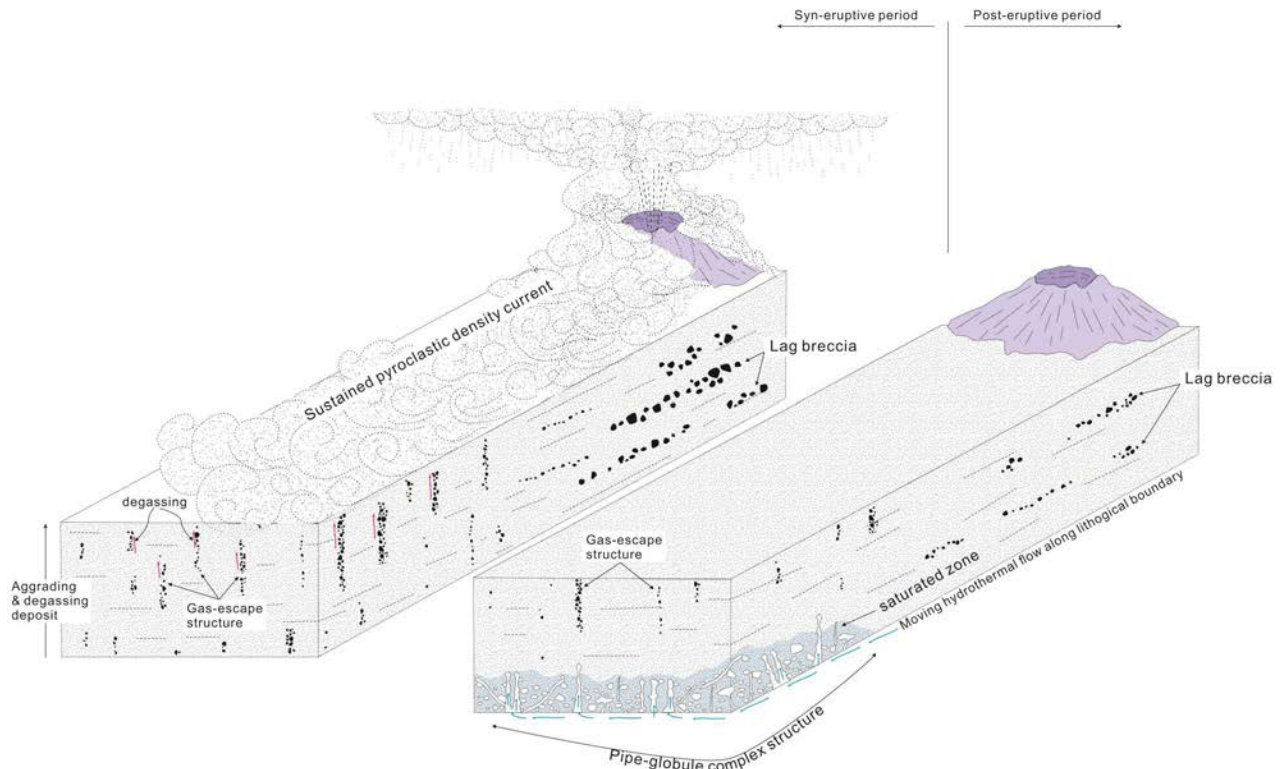 Syn-eruptive period
Post-eruptive period
Sustained pyroclastic density current
Lag breccia
Lag breccia
degassing
Gas-escape
structure
Aggrading
& degassing
deposit
Gas-escape
structure
saturated zone
Moving hydrothermal flow along lithogical boundary
Pipe-globule complex structure